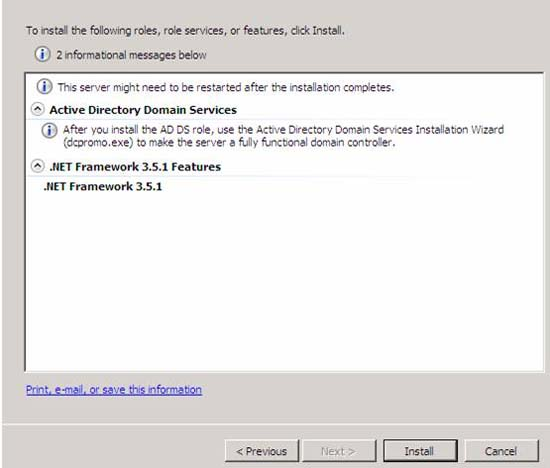 To install the following roles, role services, or features, click Install.
2 informational messages below
This server might need to be restarted after the installation completes.
Active Directory Domain Services
After you install the AD DS role, use the Active Directory Domain Services Installation Wizard
(dcpromo.exe) to make the server a fully functional domain controller.
.NET Framework 3.5.1 Features
.NET Framework 3.5.1
Print, e-mail, or save this information
< Previous
Next >
Install
Cancel